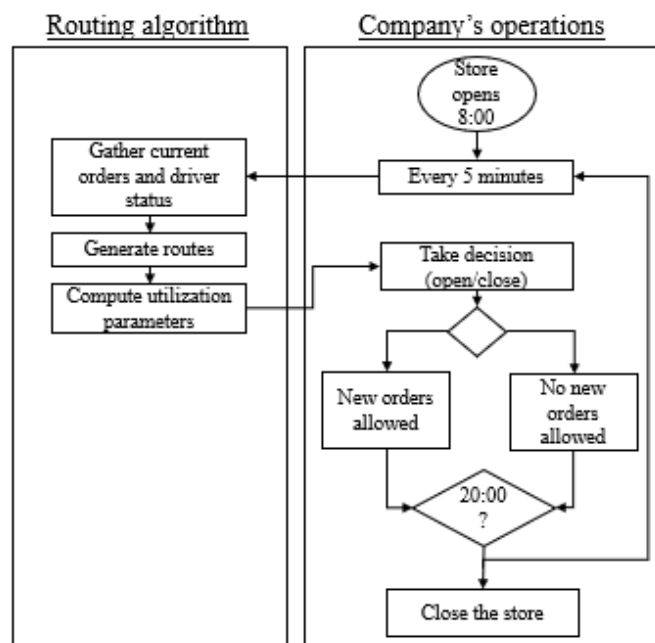 Routing algorithm
Company's operations
Store
opens
8:00
Gather current
orders and driver
status
Every 5 minutes
Generate routes
Compute utilization
parameters
Take decision
(open/close)
New orders
allowed
No new
orders
allowed
20:00
?
Close the store